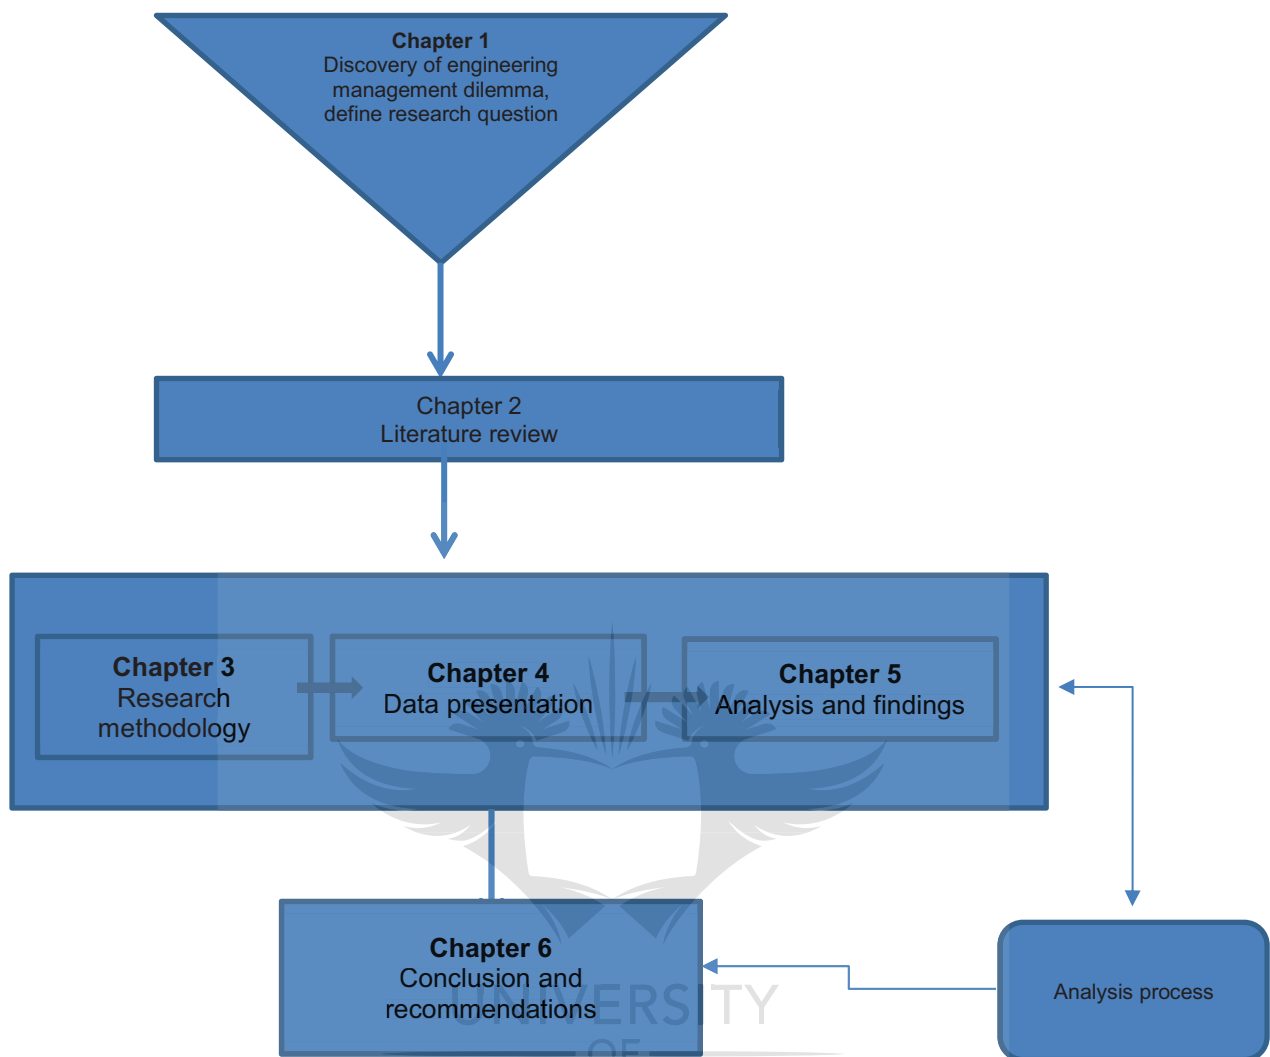 Chapter 1
Discovery of engineering
management dilemma,
define research question
Chapter 2
Literature review
Chapter 3
Research
methodology
Chapter 4
Data presentation
Chapter 5
Analysis and findings
Chapter 6
Conclusion and
recommendations
Analysis process
UNIVERSITY
OF